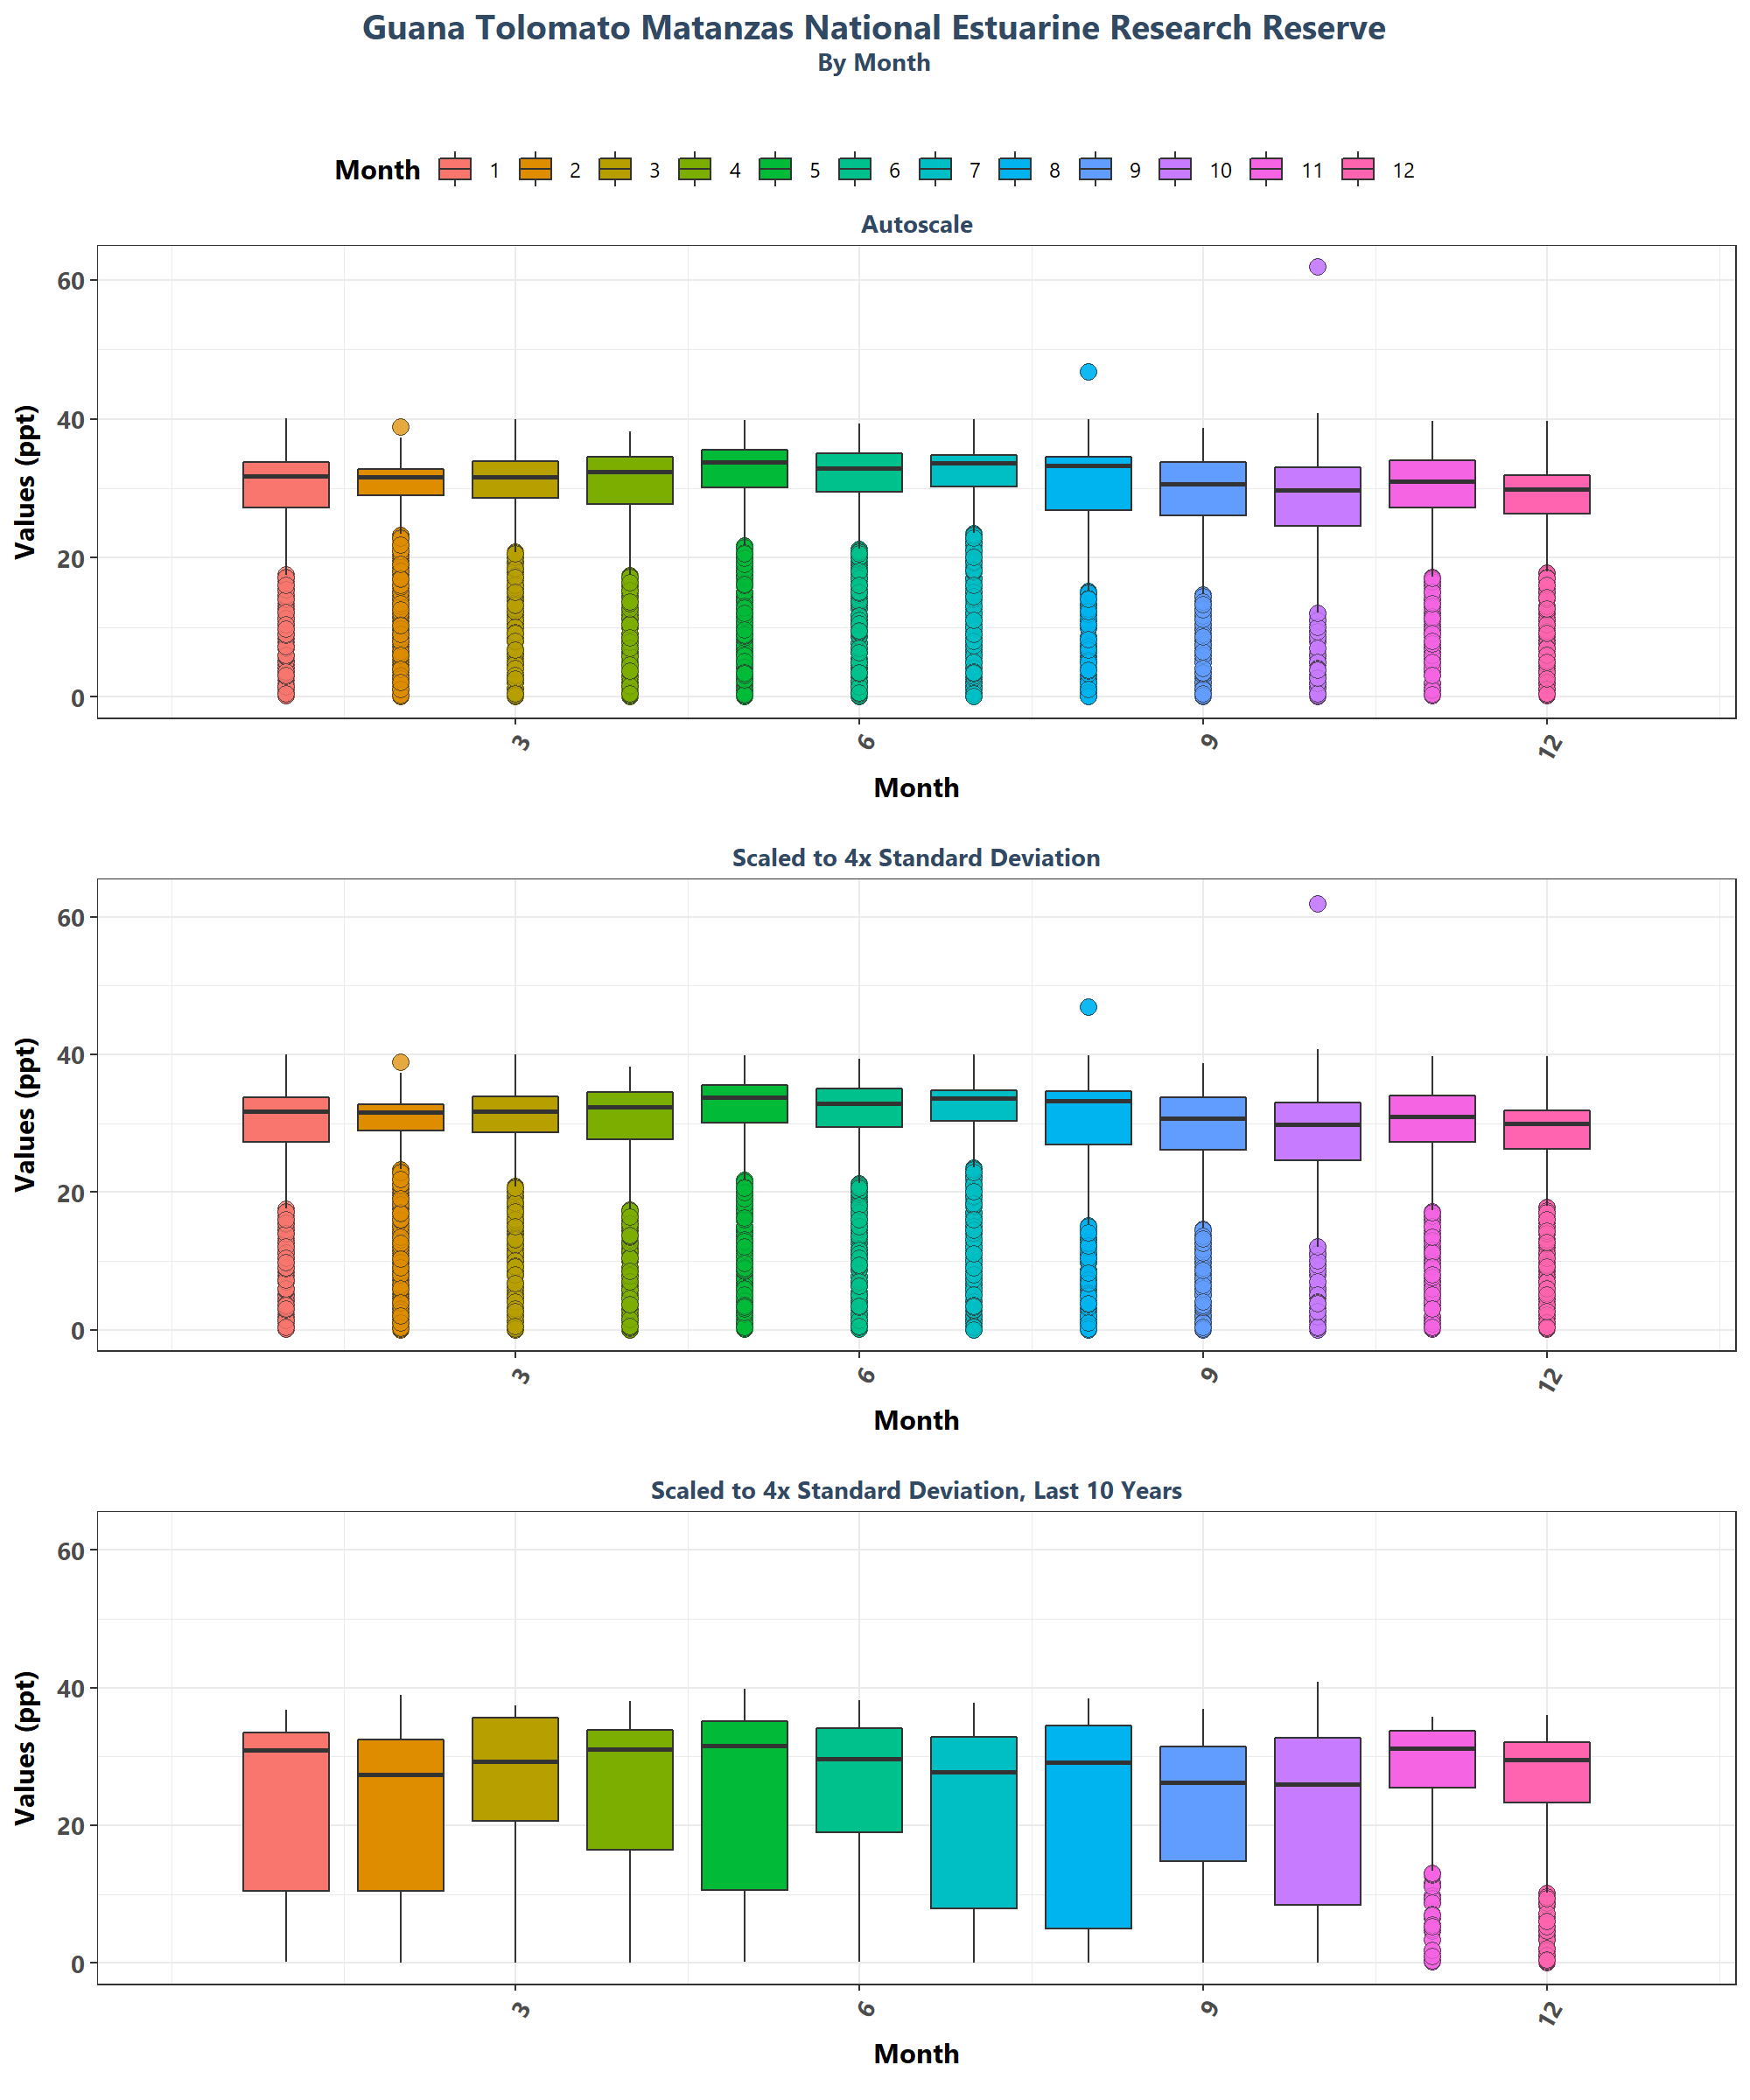 Guana Tolomato Matanzas National Estuarine Research Reserve
By Month
Month 1 2 3 4 5 6 7 8 9 10 11 12
Autoscale
Values (ppt)
60
40
20
0
3 6 9 12
Month
Scaled to 4x Standard Deviation
Values (ppt)
60
40
20
0
3 6 9 12
Month
Scaled to 4x Standard Deviation, Last 10 Years
Values (ppt)
60
40
20
0
3 6 9 12
Month